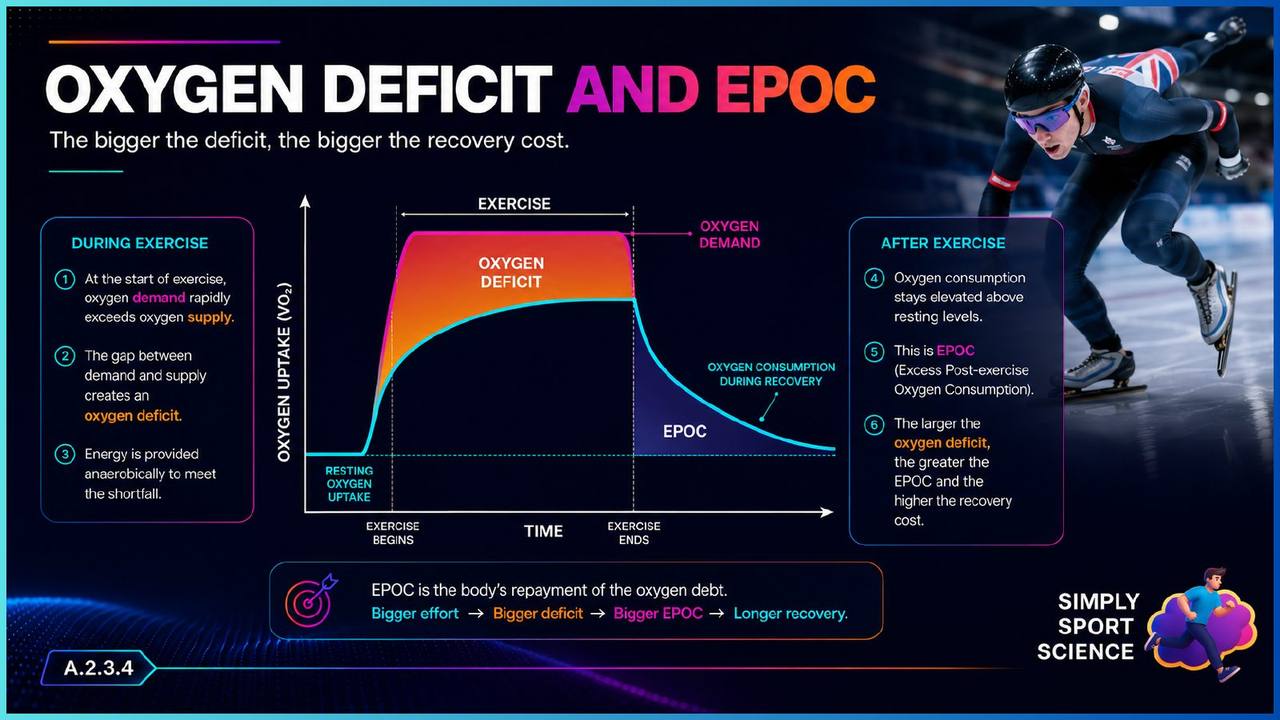 OXYGEN DEFICIT AND EPOC
The bigger the deficit, the bigger the recovery cost.
DURING EXERCISE
1
At the start of exercise,
oxygen demand rapidly
exceeds oxygen supply.
2
The gap between
demand and supply
creates an
oxygen deficit.
3
Energy is provided
anaerobically to meet
the shortfall.
OXYGEN UPTAKE (VO₂)
EXERCISE
OXYGEN
DEMAND
OXYGEN
DEFICIT
OXYGEN CONSUMPTION
DURING RECOVERY
EPOC
RESTING
OXYGEN
UPTAKE
EXERCISE
BEGINS
TIME
EXERCISE
ENDS
AFTER EXERCISE
4
Oxygen consumption
stays elevated above
resting levels.
5
This is EPOC
(Excess Post-exercise
Oxygen Consumption).
6
The larger the
oxygen deficit,
the greater the
EPOC and the
higher the recovery
cost.
EPOC is the body's repayment of the oxygen debt.
Bigger effort → Bigger deficit → Bigger EPOC → Longer recovery.
A.2.3.4
SIMPLY
SPORT
SCIENCE